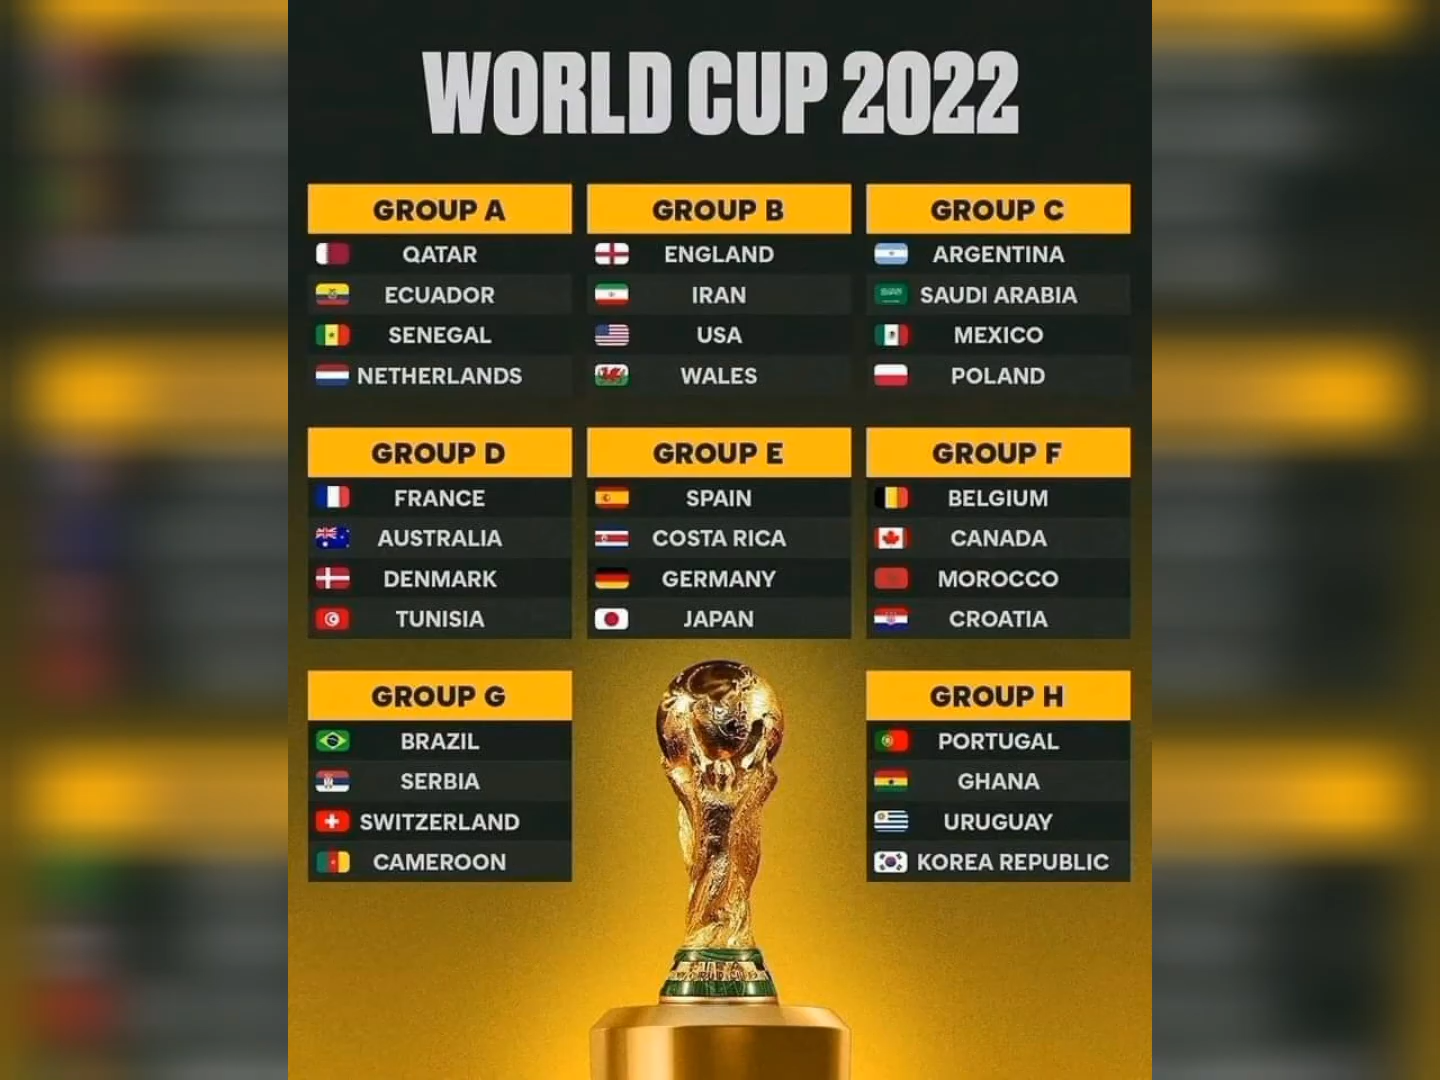 WORLD CUP 2022
GROUP A
QATAR
ECUADOR
SENEGAL
NETHERLANDS
GROUP B
ENGLAND
IRAN
USA
WALES
GROUP C
ARGENTINA
SAUDI ARABIA
MEXICO
POLAND
GROUP D
FRANCE
AUSTRALIA
DENMARK
TUNISIA
GROUP E
SPAIN
COSTA RICA
GERMANY
JAPAN
GROUP F
BELGIUM
CANADA
MOROCCO
CROATIA
GROUP G
BRAZIL
SERBIA
SWITZERLAND
CAMEROON
GROUP H
PORTUGAL
GHANA
URUGUAY
KOREA REPUBLIC